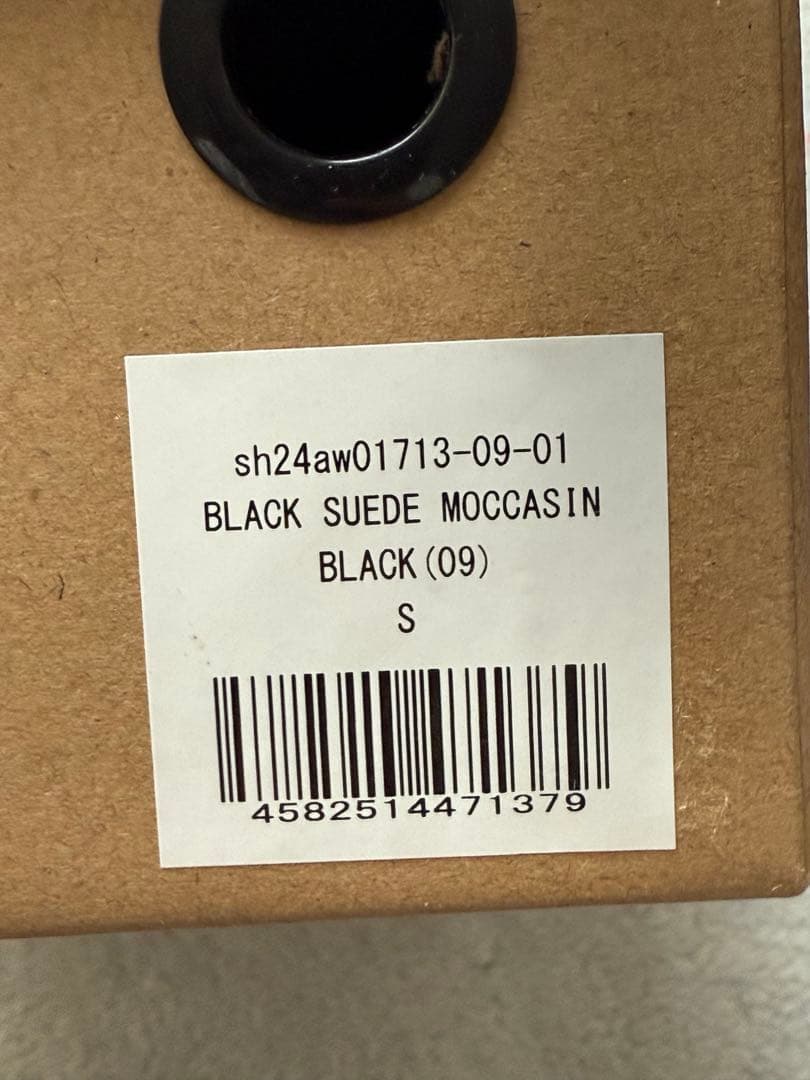 sh24aw01713-09-01
BLACK SUEDE MOCCASIN
BLACK(09)
S
4582514471379